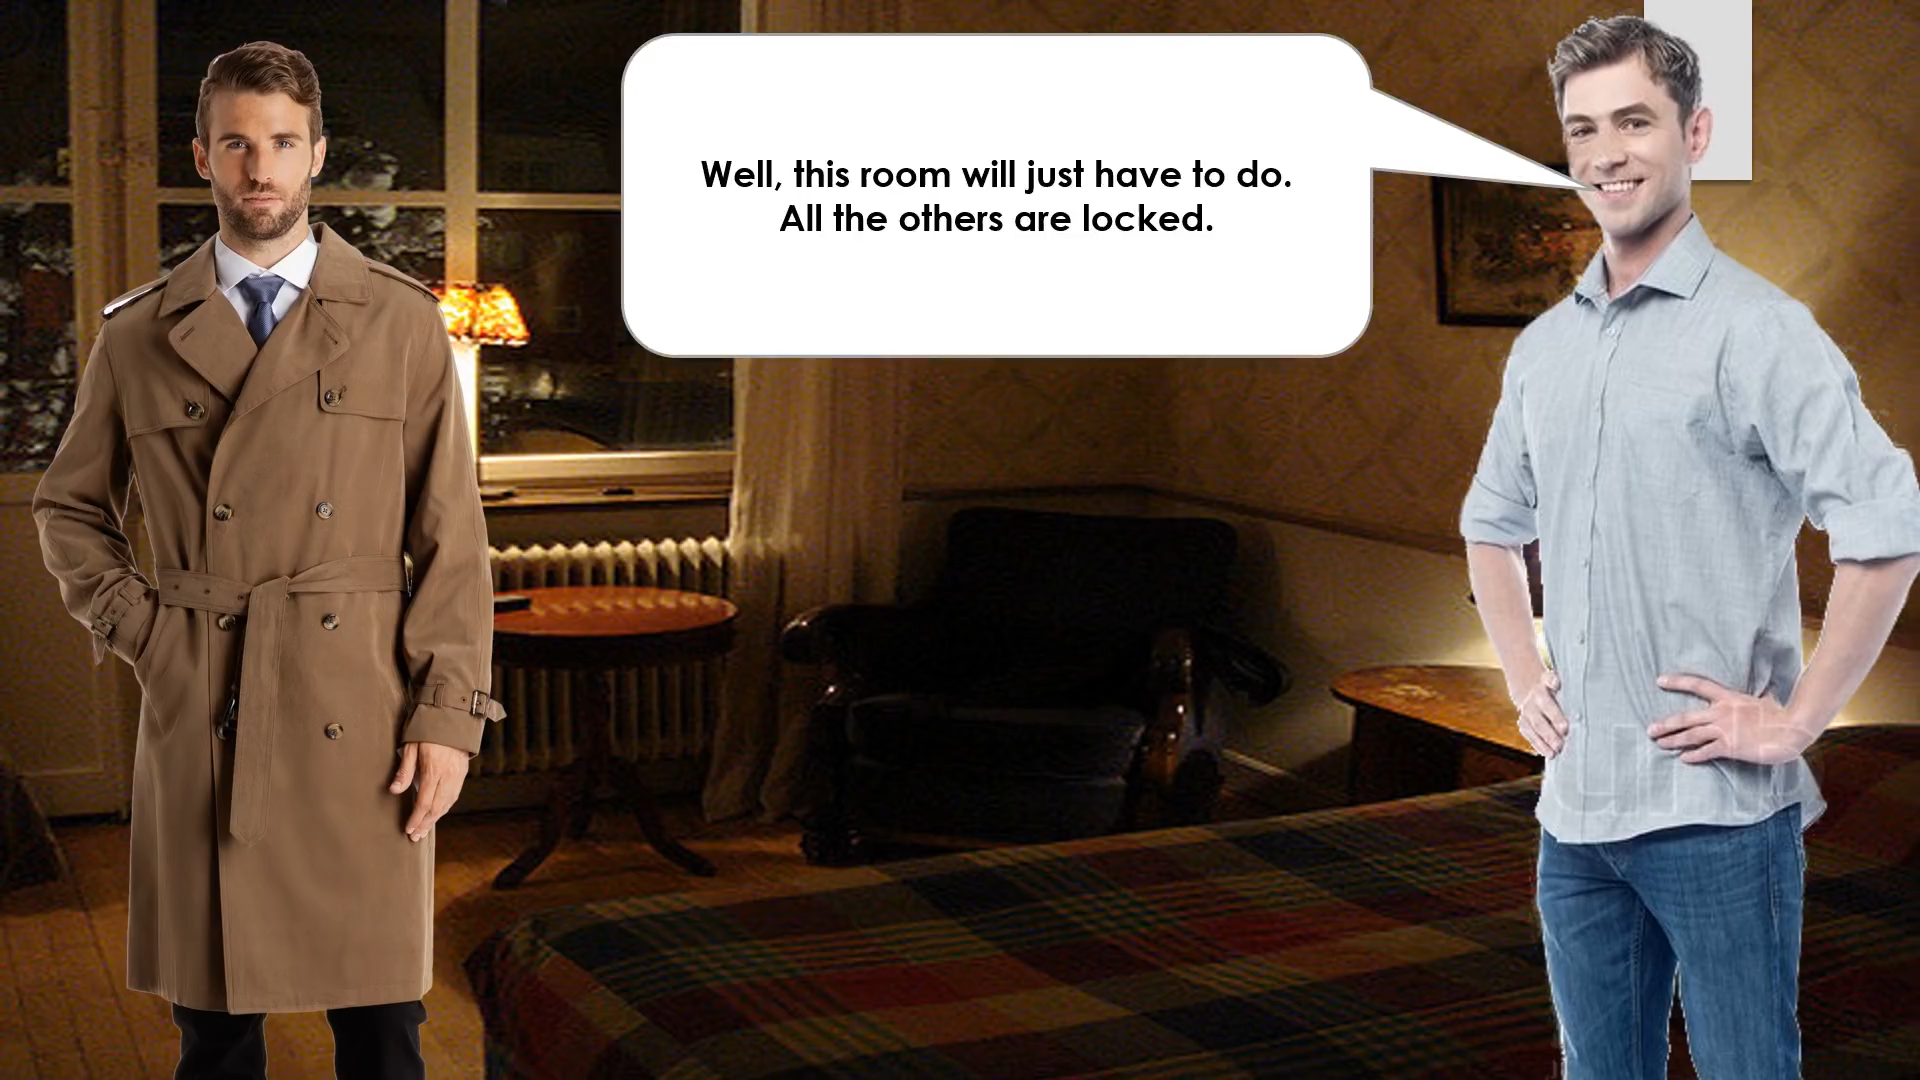 Well, this room will just have to do.
All the others are locked.